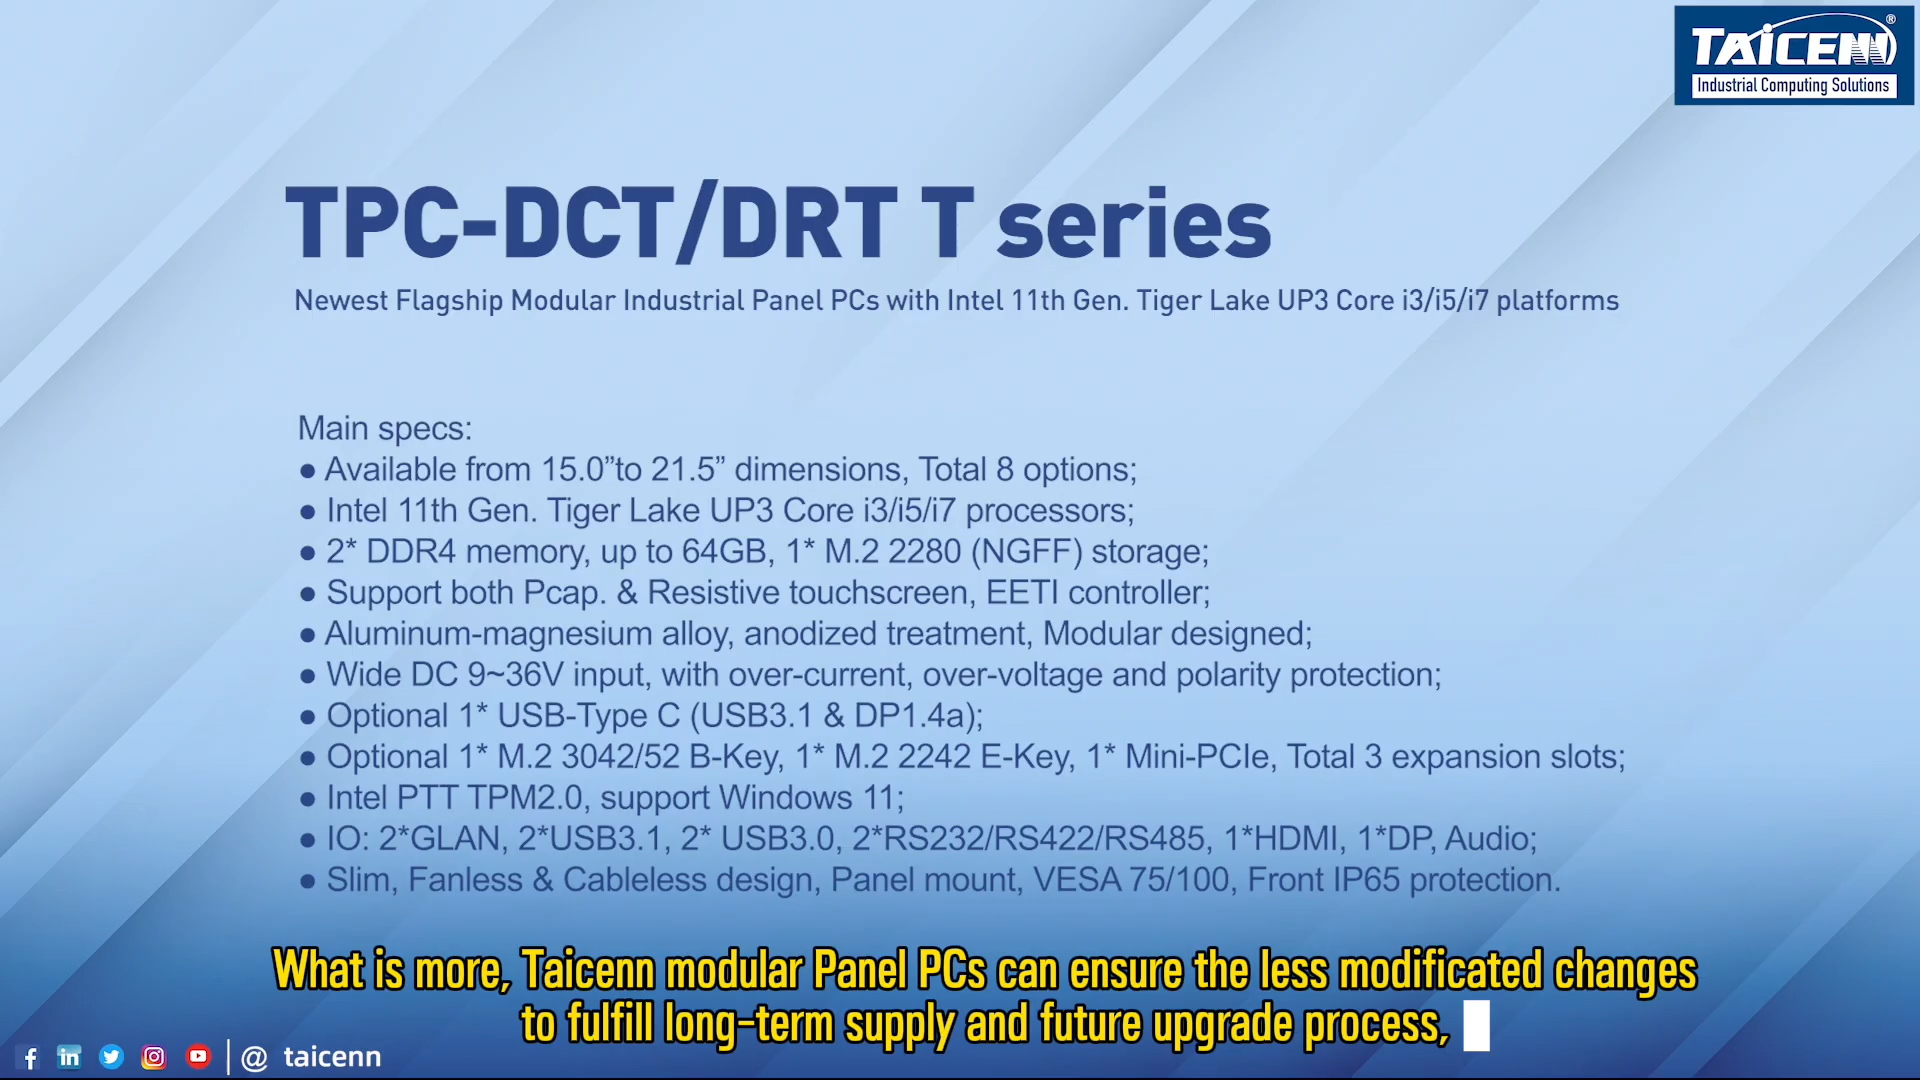 TAICENN®
Industrial Computing Solutions
TPC-DCT/DRT T series
Newest Flagship Modular Industrial Panel PCs with Intel 11th Gen. Tiger Lake UP3 Core i3/i5/i7 platforms
Main specs:
● Available from 15.0”to 21.5” dimensions, Total 8 options;
● Intel 11th Gen. Tiger Lake UP3 Core i3/i5/i7 processors;
● 2* DDR4 memory, up to 64GB, 1* M.2 2280 (NGFF) storage;
● Support both Pcap. & Resistive touchscreen, EETI controller;
● Aluminum-magnesium alloy, anodized treatment, Modular designed;
● Wide DC 9~36V input, with over-current, over-voltage and polarity protection;
● Optional 1* USB-Type C (USB3.1 & DP1.4a);
● Optional 1* M.2 3042/52 B-Key, 1* M.2 2242 E-Key, 1* Mini-PCIe, Total 3 expansion slots;
● Intel PTT TPM2.0, support Windows 11;
● IO: 2*GLAN, 2*USB3.1, 2* USB3.0, 2*RS232/RS422/RS485, 1*HDMI, 1*DP, Audio;
● Slim, Fanless & Cableless design, Panel mount, VESA 75/100, Front IP65 protection.
What is more, Taicenn modular Panel PCs can ensure the less modificated changes
to fulfill long-term supply and future upgrade process,
@ taicenn